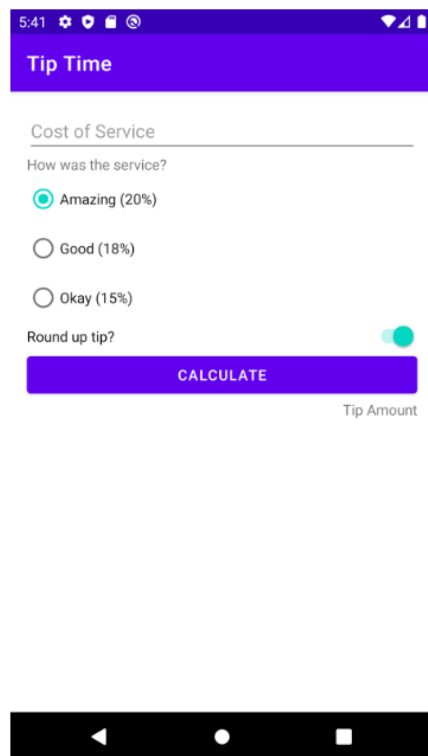 5:41
Tip Time
Cost of Service
How was the service?
Amazing (20%)
Good (18%)
Okay (15%)
Round up tip?
CALCULATE
Tip Amount